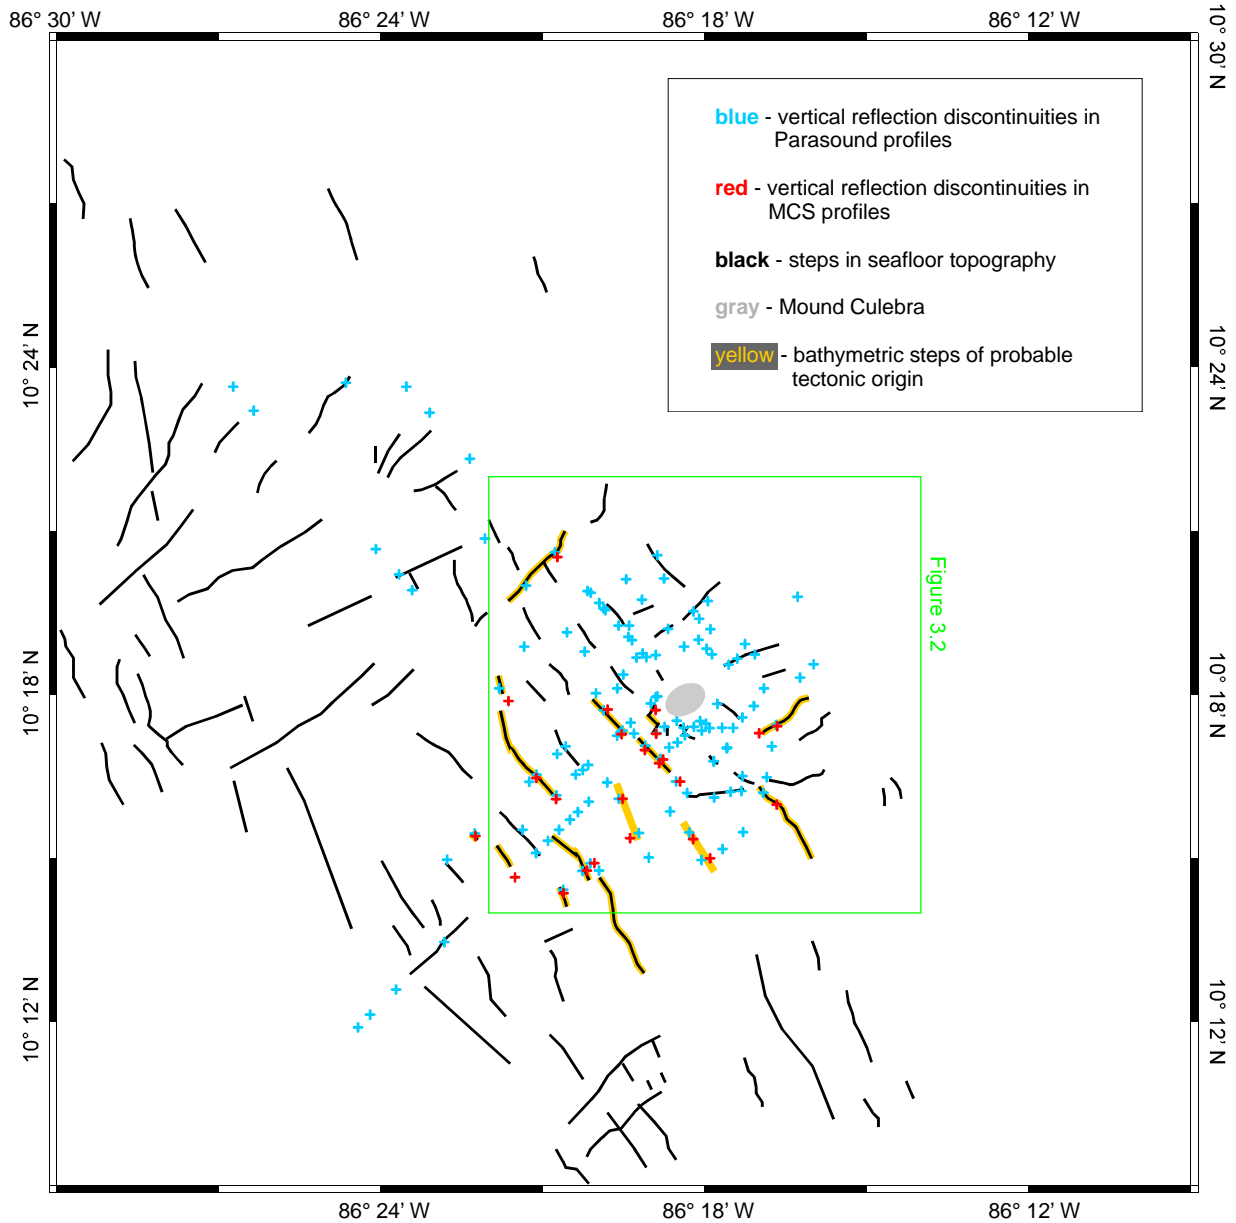 86° 30’ W
86° 24’ W
86° 18’ W
86° 12’ W
10° 30’ N
blue - vertical reflection discontinuities in
Parasound profiles
red - vertical reflection discontinuities in
MCS profiles
black - steps in seafloor topography
gray - Mound Culebra
yellow - bathymetric steps of probable
tectonic origin
10° 24’ N
10° 24’ N
Figure 3.2
10° 18’ N
10° 18’ N
10° 12’ N
10° 12’ N
86° 24’ W
86° 18’ W
86° 12’ W